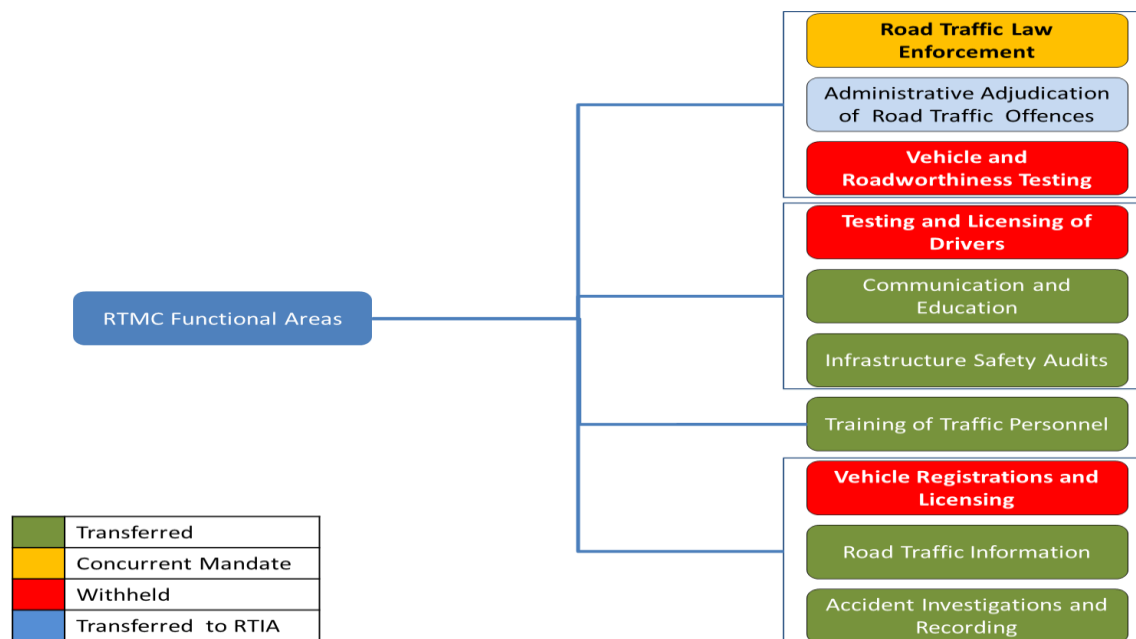 Road Traffic Law
Enforcement
Administrative Adjudication
of Road Traffic Offences
Vehicle and
Roadworthiness Testing
Testing and Licensing of
Drivers
Communication and
Education
RTMC Functional Areas
Infrastructure Safety Audits
Training of Traffic Personnel
Vehicle Registrations and
Licensing
Road Traffic Information
Accident Investigations and
Recording
Transferred
Concurrent Mandate
Withheld
Transferred to RTIA